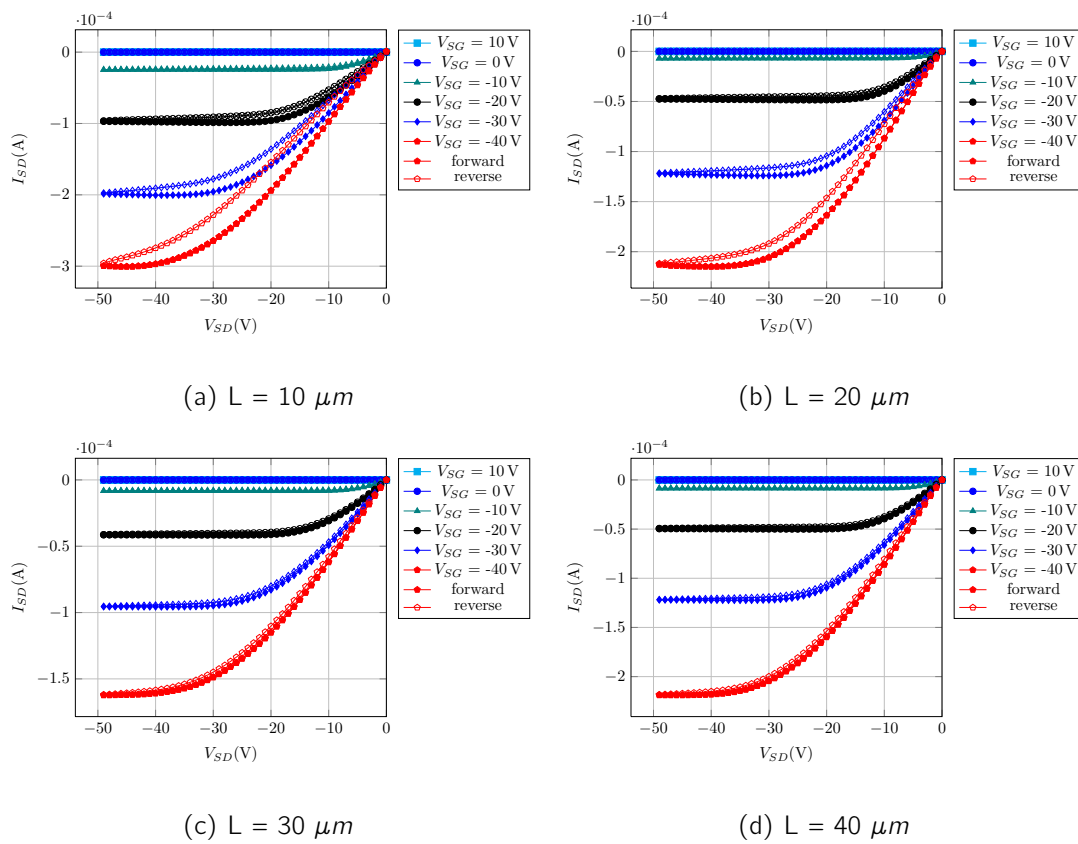 ·10−4
0
−1
−2
−3
−50
−40
−30
−20
−10
0
V_SD(V)
I_SD(A)
V_SG = 10 V
V_SG = 0 V
V_SG = -10 V
V_SG = -20 V
V_SG = -30 V
V_SG = -40 V
forward
reverse
(a) L = 10 μm
·10−4
0
−0.5
−1
−1.5
−2
−50
−40
−30
−20
−10
0
V_SD(V)
I_SD(A)
V_SG = 10 V
V_SG = 0 V
V_SG = -10 V
V_SG = -20 V
V_SG = -30 V
V_SG = -40 V
forward
reverse
(b) L = 20 μm
·10−4
0
−0.5
−1
−1.5
−50
−40
−30
−20
−10
0
V_SD(V)
I_SD(A)
V_SG = 10 V
V_SG = 0 V
V_SG = -10 V
V_SG = -20 V
V_SG = -30 V
V_SG = -40 V
forward
reverse
(c) L = 30 μm
·10−4
0
−0.5
−1
−1.5
−2
−50
−40
−30
−20
−10
0
V_SD(V)
I_SD(A)
V_SG = 10 V
V_SG = 0 V
V_SG = -10 V
V_SG = -20 V
V_SG = -30 V
V_SG = -40 V
forward
reverse
(d) L = 40 μm